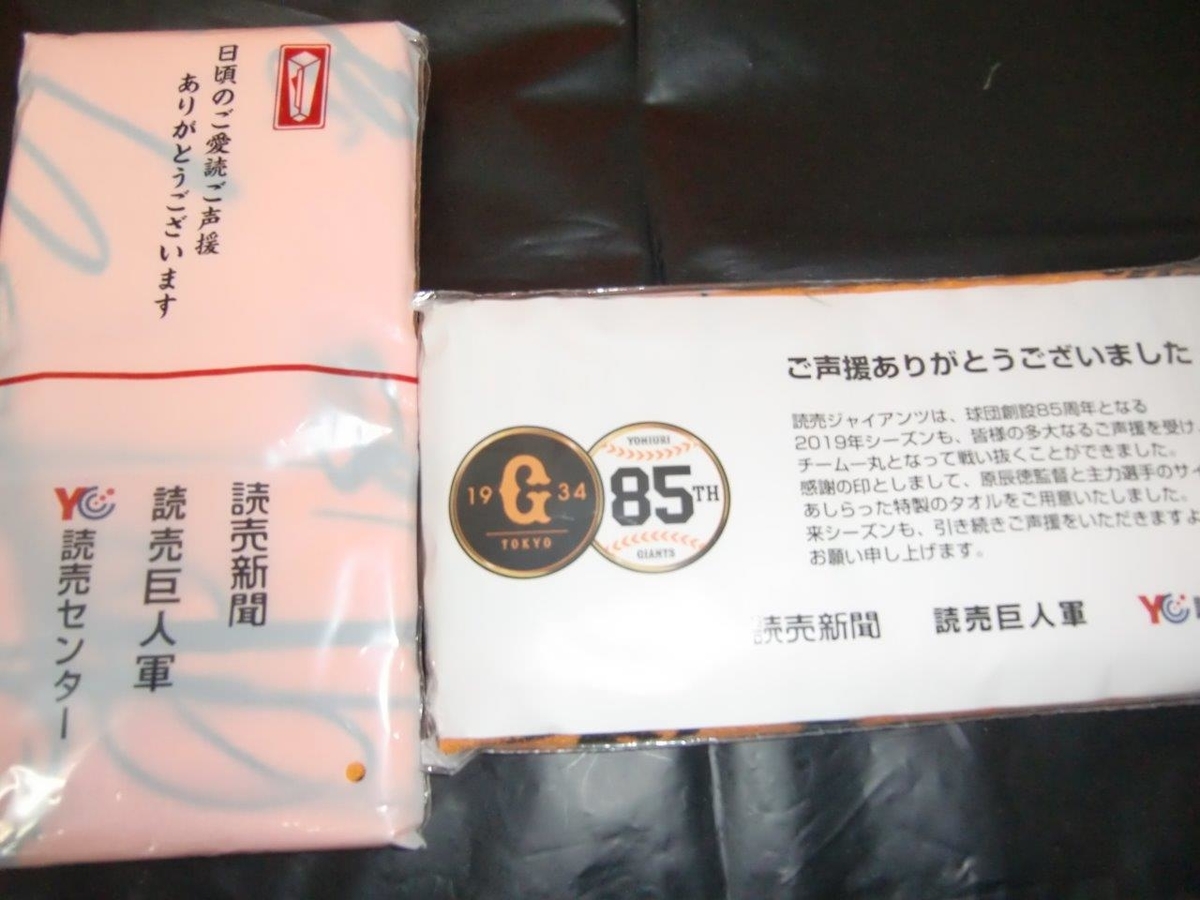 日頃のご愛読ご声援
ありがとうございます
読売新聞
読売巨人軍
YC
読売センター
ご声援ありがとうございました
読売ジャイアンツは、球団創設85周年となる
2019年シーズンも、皆様の多大なるご声援を受け、
チーム一丸となって戦い抜くことができました。
感謝の印としまして、原辰徳監督と主力選手のサイ
あしらった特製のタオルをご用意いたしました。
来シーズンも、引き続きご声援をいただきますよ
お願い申し上げます。
19 G 34
TOKYO
YOMIURI
85TH
GIANTS
読売新聞
読売巨人軍
YC